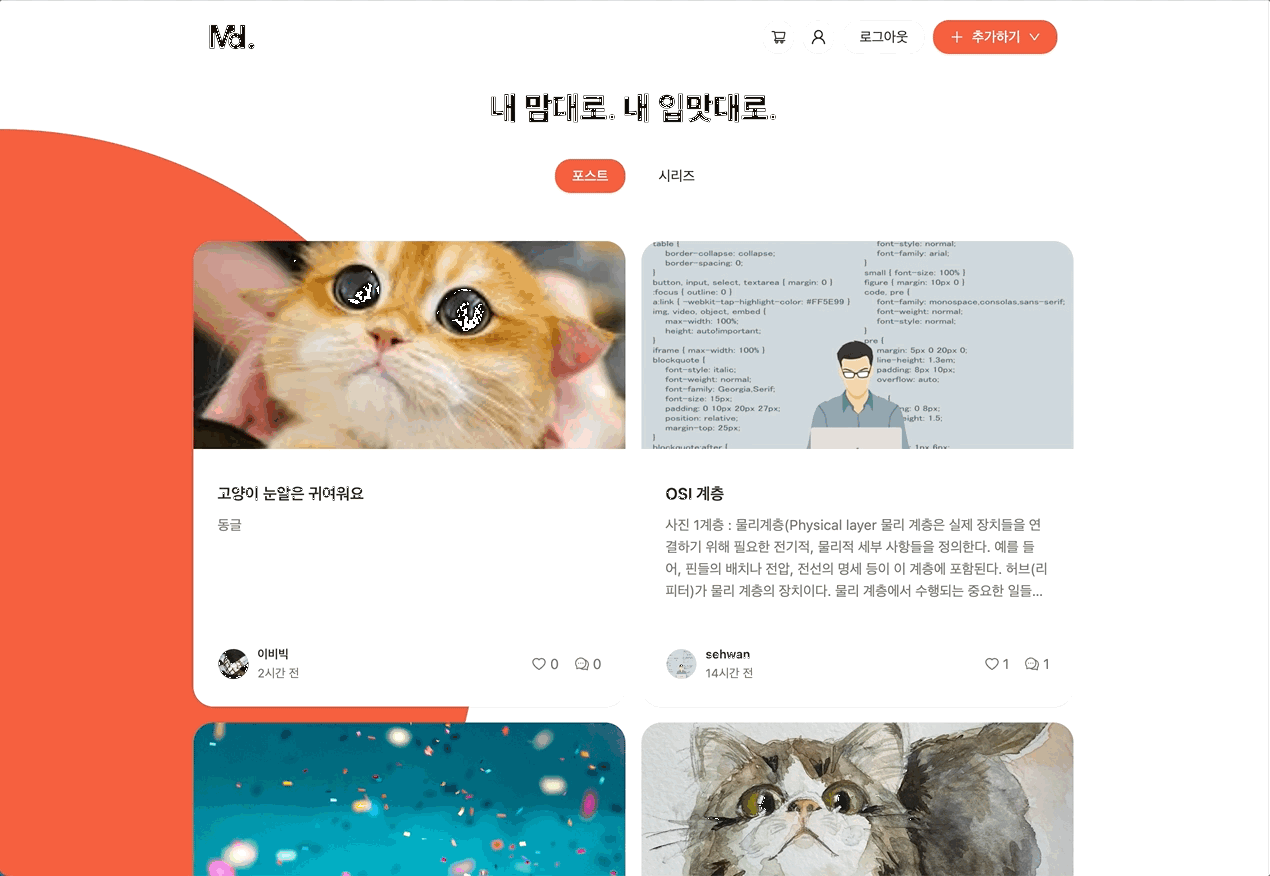 Md.
로그아웃
+ 추가하기
내 맘대로. 내 입맛대로.
포스트
시리즈
table {
border-collapse: collapse;
border-spacing: 0;
}
button, input, select, textarea { margin: 0 }
:focus { outline: 0 }
a:link { -webkit-tap-highlight-color: #FF5E99 }
img, video, object, embed {
max-width: 100%;
height: auto!important;
}
iframe { max-width: 100% }
blockquote {
font-style: italic;
font-weight: normal;
font-family: Georgia,Serif;
font-size: 15px;
padding: 0 10px 20px 27px;
position: relative;
margin-top: 25px;
}
blockquote:after {
font-style: normal;
font-family: arial;
}
small { font-size: 100% }
figure { margin: 10px 0 }
code, pre {
font-family: monospace,consolas,sans-serif;
font-weight: normal;
font-style: normal;
}
pre {
margin: 5px 0 20px 0;
line-height: 1.3em;
padding: 8px 10px;
overflow: auto;
}
{
ng: 0 8px;
eight: 1.5;
1px 6px;
고양이 눈알은 귀여워요
동글
이비빅
2시간 전
0
0
OSI 계층
사진 1계층 : 물리계층(Physical layer 물리 계층은 실제 장치들을 연
결하기 위해 필요한 전기적, 물리적 세부 사항들을 정의한다. 예를 들
어, 핀들의 배치나 전압, 전선의 명세 등이 이 계층에 포함된다. 허브(리
피터)가 물리 계층의 장치이다. 물리 계층에서 수행되는 중요한 일들...
sehwan
14시간 전
1
1